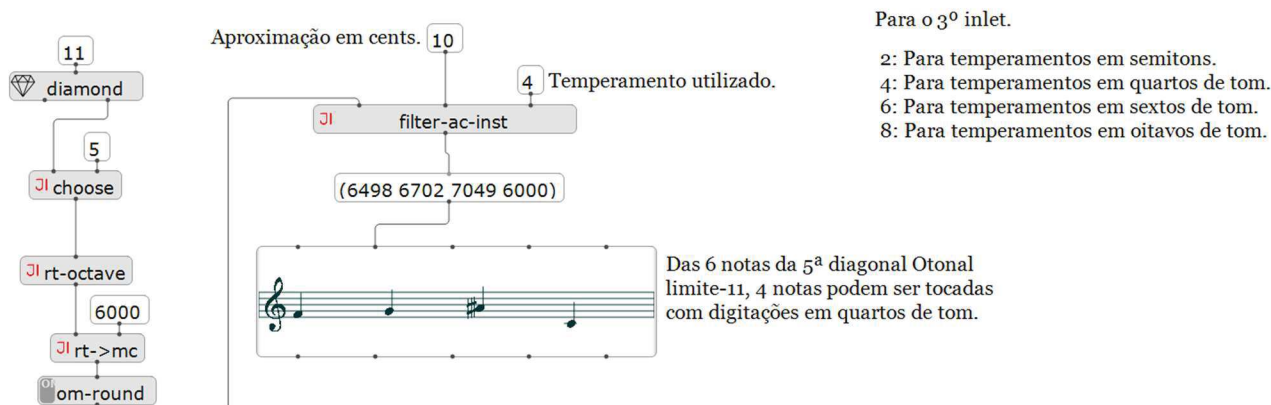 11
diamond
5
JI choose
JI rt-octave
6000
JI rt->mc
om-round
Aproximação em cents.
10
4
Temperamento utilizado.
JI filter-ac-inst
(6498 6702 7049 6000)
Das 6 notas da 5ª diagonal Otonal
limite-11, 4 notas podem ser tocadas
com digitações em quartos de tom.
Para o 3º inlet.
2: Para temperamentos em semitons.
4: Para temperamentos em quartos de tom.
6: Para temperamentos em sextos de tom.
8: Para temperamentos em oitavos de tom.